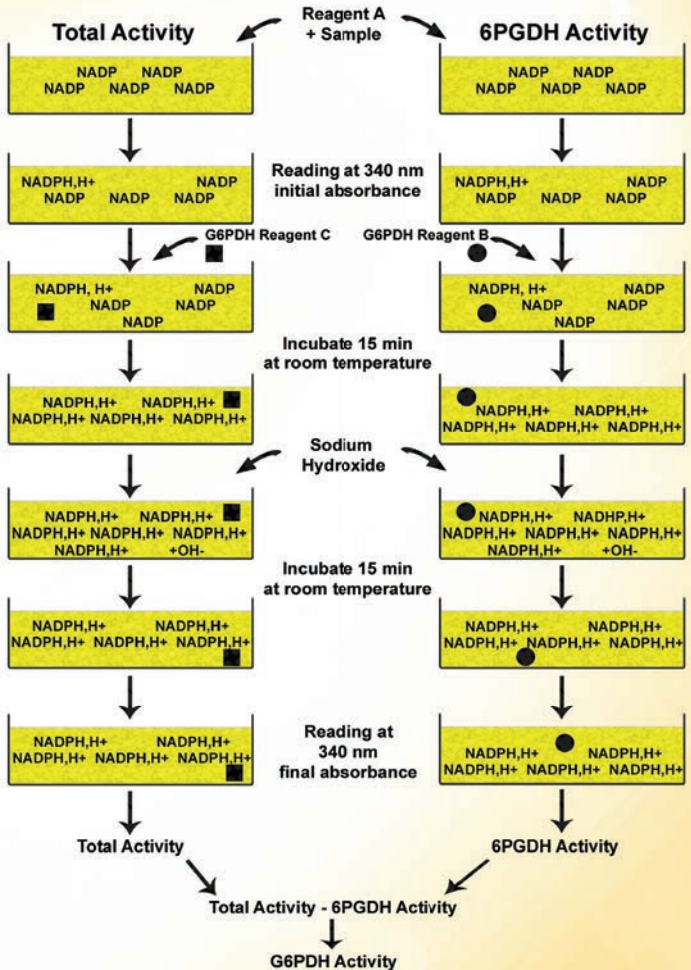 Total Activity
Reagent A
+ Sample
6PGDH Activity
NADP NADP
NADP NADP NADP
NADP NADP
NADP NADP NADP
NADPH,H+ NADP
NADP NADP NADP
Reading at 340 nm
initial absorbance
NADPH,H+ NADP
NADP NADP NADP
G6PDH Reagent C
G6PDH Reagent B
NADPH, H+ NADP
NADP NADP
NADP
NADPH, H+ NADP
NADP NADP
NADP
Incubate 15 min
at room temperature
NADPH,H+ NADPH,H+
NADPH,H+ NADPH,H+ NADPH,H+
NADPH,H+ NADPH,H+
NADPH,H+ NADPH,H+ NADPH,H+
Sodium
Hydroxide
NADPH,H+ NADPH,H+
NADPH,H+ NADPH,H+ NADPH,H+
NADPH,H+ +OH-
NADPH,H+ NADHP,H+
NADPH,H+ NADPH,H+ NADPH,H+
NADPH,H+ +OH-
Incubate 15 min
at room temperature
NADPH,H+ NADPH,H+
NADPH,H+ NADPH,H+ NADPH,H+
NADPH,H+ NADPH,H+
NADPH,H+ NADPH,H+ NADPH,H+
Reading at
340 nm
final absorbance
NADPH,H+ NADPH,H+
NADPH,H+ NADPH,H+ NADPH,H+
NADPH,H+ NADPH,H+
NADPH,H+ NADPH,H+ NADPH,H+
Total Activity
6PGDH Activity
Total Activity - 6PGDH Activity
G6PDH Activity